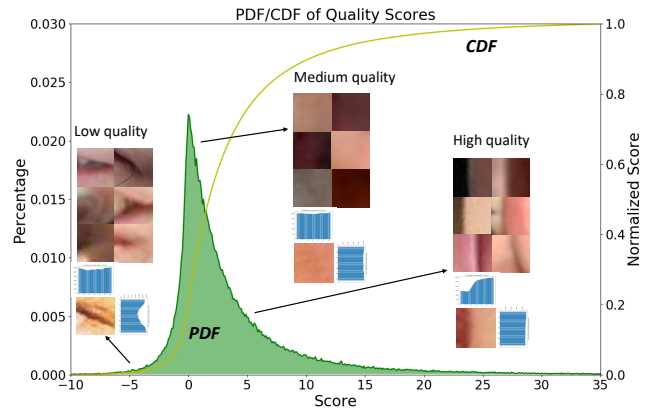 PDF/CDF of Quality Scores
0.030
0.025
0.020
0.015
0.010
0.005
0.000
Percentage
1.0
0.8
0.6
0.4
0.2
0.0
Normalized Score
−10
−5
0
5
10
15
20
25
30
35
Score
CDF
PDF
Low quality
Medium quality
High quality